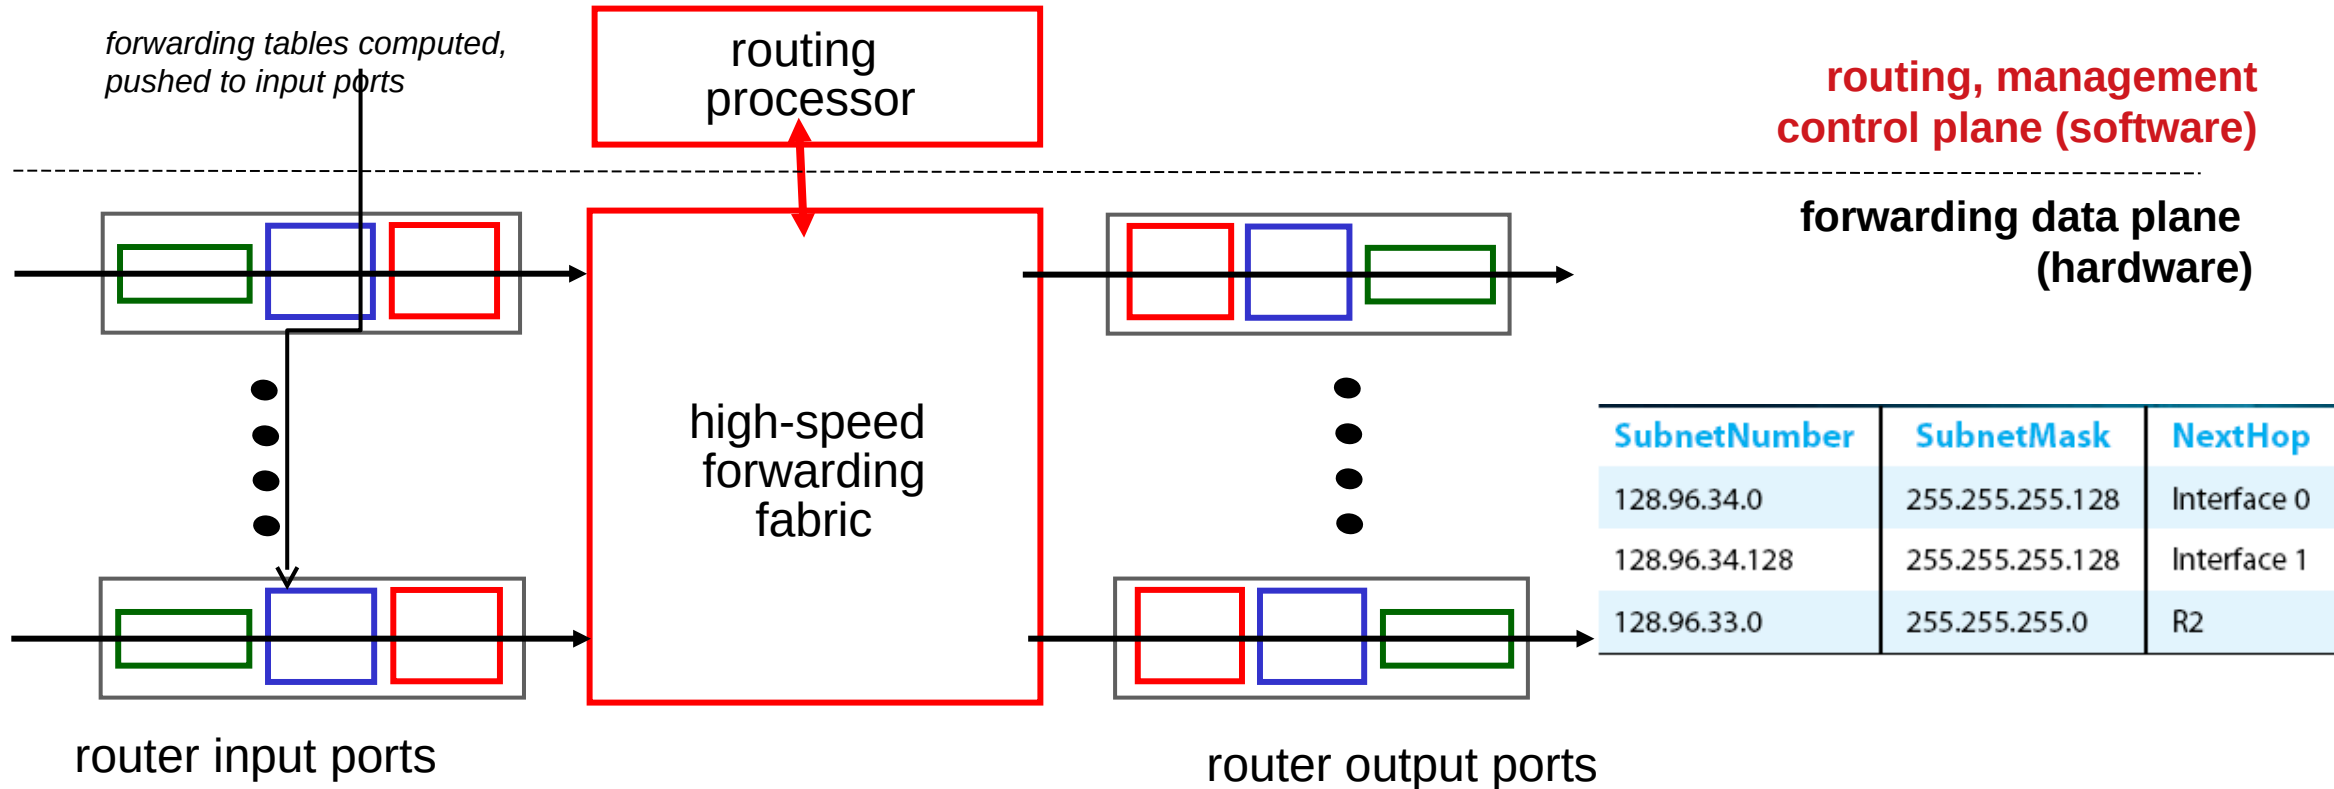 forwarding tables computed,
pushed to input ports
routing
processor
routing, management
control plane (software)
forwarding data plane
(hardware)
high-speed
forwarding
fabric
SubnetNumber SubnetMask NextHop
128.96.34.0 255.255.255.128 Interface 0
128.96.34.128 255.255.255.128 Interface 1
128.96.33.0 255.255.255.0 R2
router input ports
router output ports